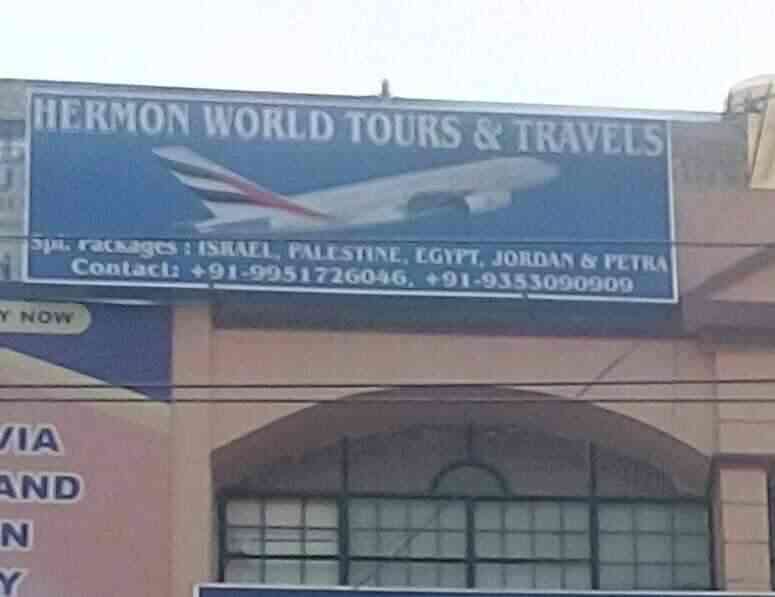 HERMON WORLD TOURS & TRAVELS
Spl. Packages : ISRAEL, PALESTINE, EGYPT, JORDAN & PETRA
Contact: +91-9951726046, +91-9353090909
Y NOW
VIA
AND
N
Y